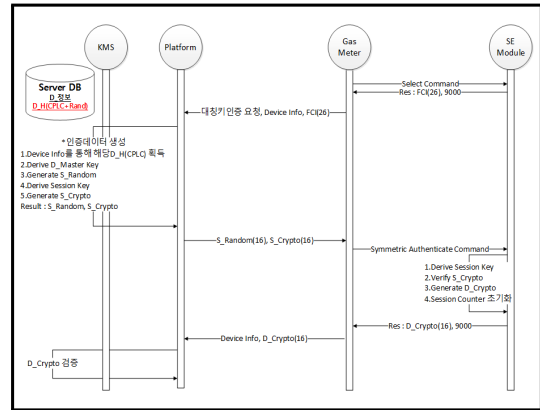 KMS
Platform
Gas
Meter
SE
Module
Server DB
D_정보
D_H(CPLC+Rand)
Select Command
Res : FCI(26), 9000
대칭키인증 요청, Device Info, FCI(26)
*인증데이터 생성
1.Device Info를 통해 해당D_H(CPLC) 획득
2.Derive D_Master Key
3.Generate S_Random
4.Derive Session Key
5.Generate S_Crypto
Result : S_Random, S_Crypto
S_Random(16), S_Crypto(16)
Symmetric Authenticate Command
1.Derive Session Key
2.Verify S_Crypto
3.Generate D_Crypto
4.Session Counter 초기화
Res : D_Crypto(16), 9000
Device Info, D_Crypto(16)
D_Crypto 검증